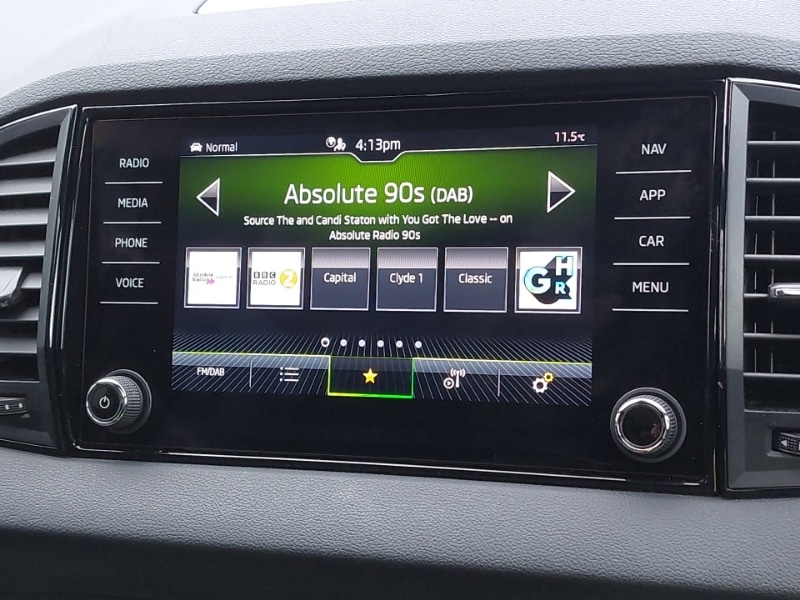 Normal
4:13pm
11.5°C
RADIO
MEDIA
PHONE
VOICE
NAV
APP
CAR
MENU
Absolute 90s (DAB)
Source The and Candi Staton with You Got The Love -- on
Absolute Radio 90s
Absolute
Radio
BBC
RADIO 2
Capital
Clyde 1
Classic
GHR
FM/DAB